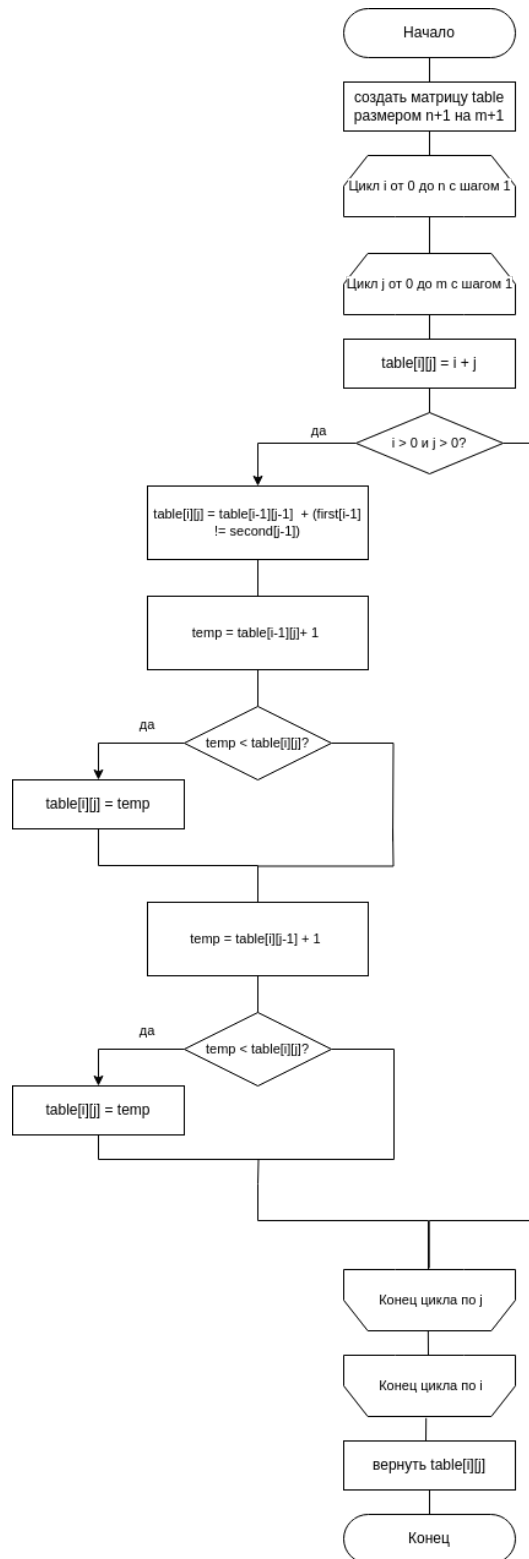 Начало
создать матрицу table
размером n+1 на m+1
Цикл i от 0 до n с шагом 1
Цикл j от 0 до m с шагом 1
table[i][j] = i + j
i > 0 и j > 0?
да
table[i][j] = table[i-1][j-1]  + (first[i-1]
!= second[j-1])
temp = table[i-1][j]+ 1
temp < table[i][j]?
да
table[i][j] = temp
temp = table[i][j-1] + 1
temp < table[i][j]?
да
table[i][j] = temp
Конец цикла по j
Конец цикла по i
вернуть table[i][j]
Конец